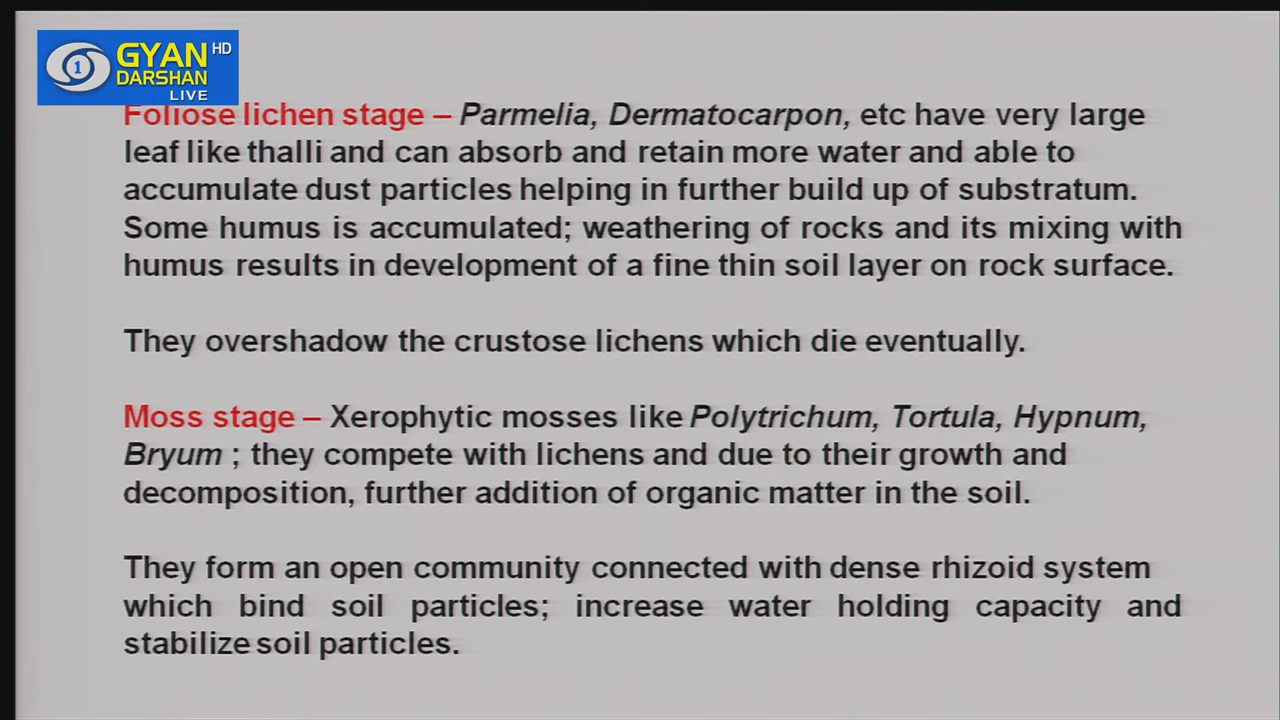 GYAN HD
DARSHAN
1
LIVE
Foliose lichen stage – Parmelia, Dermatocarpon, etc have very large
leaf like thalli and can absorb and retain more water and able to
accumulate dust particles helping in further build up of substratum.
Some humus is accumulated; weathering of rocks and its mixing with
humus results in development of a fine thin soil layer on rock surface.
They overshadow the crustose lichens which die eventually.
Moss stage – Xerophytic mosses like Polytrichum, Tortula, Hypnum,
Bryum ; they compete with lichens and due to their growth and
decomposition, further addition of organic matter in the soil.
They form an open community connected with dense rhizoid system
which bind soil particles; increase water holding capacity and
stabilize soil particles.